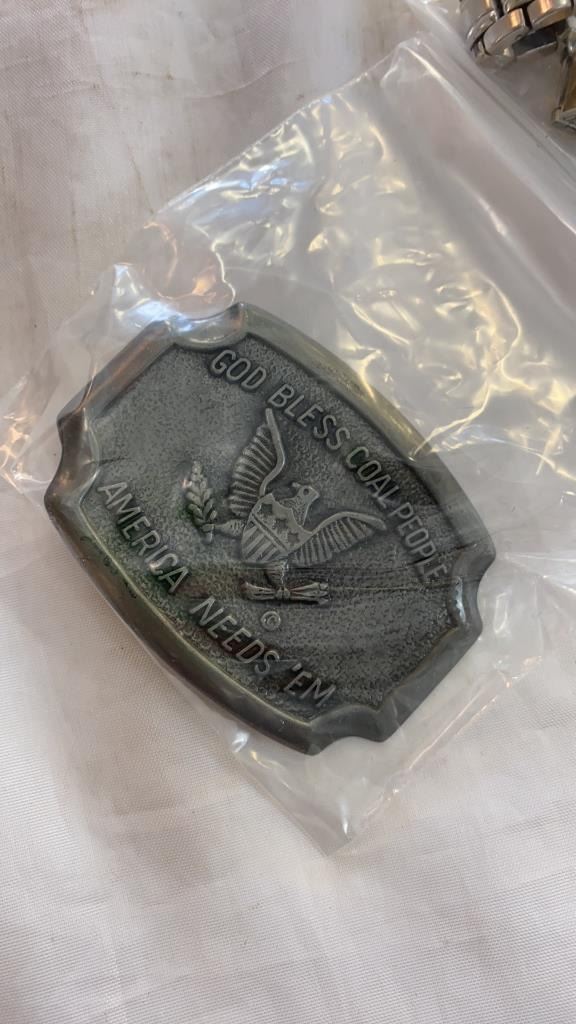 GOD BLESS COAL PEOPLE
©
AMERICA NEEDS 'EM